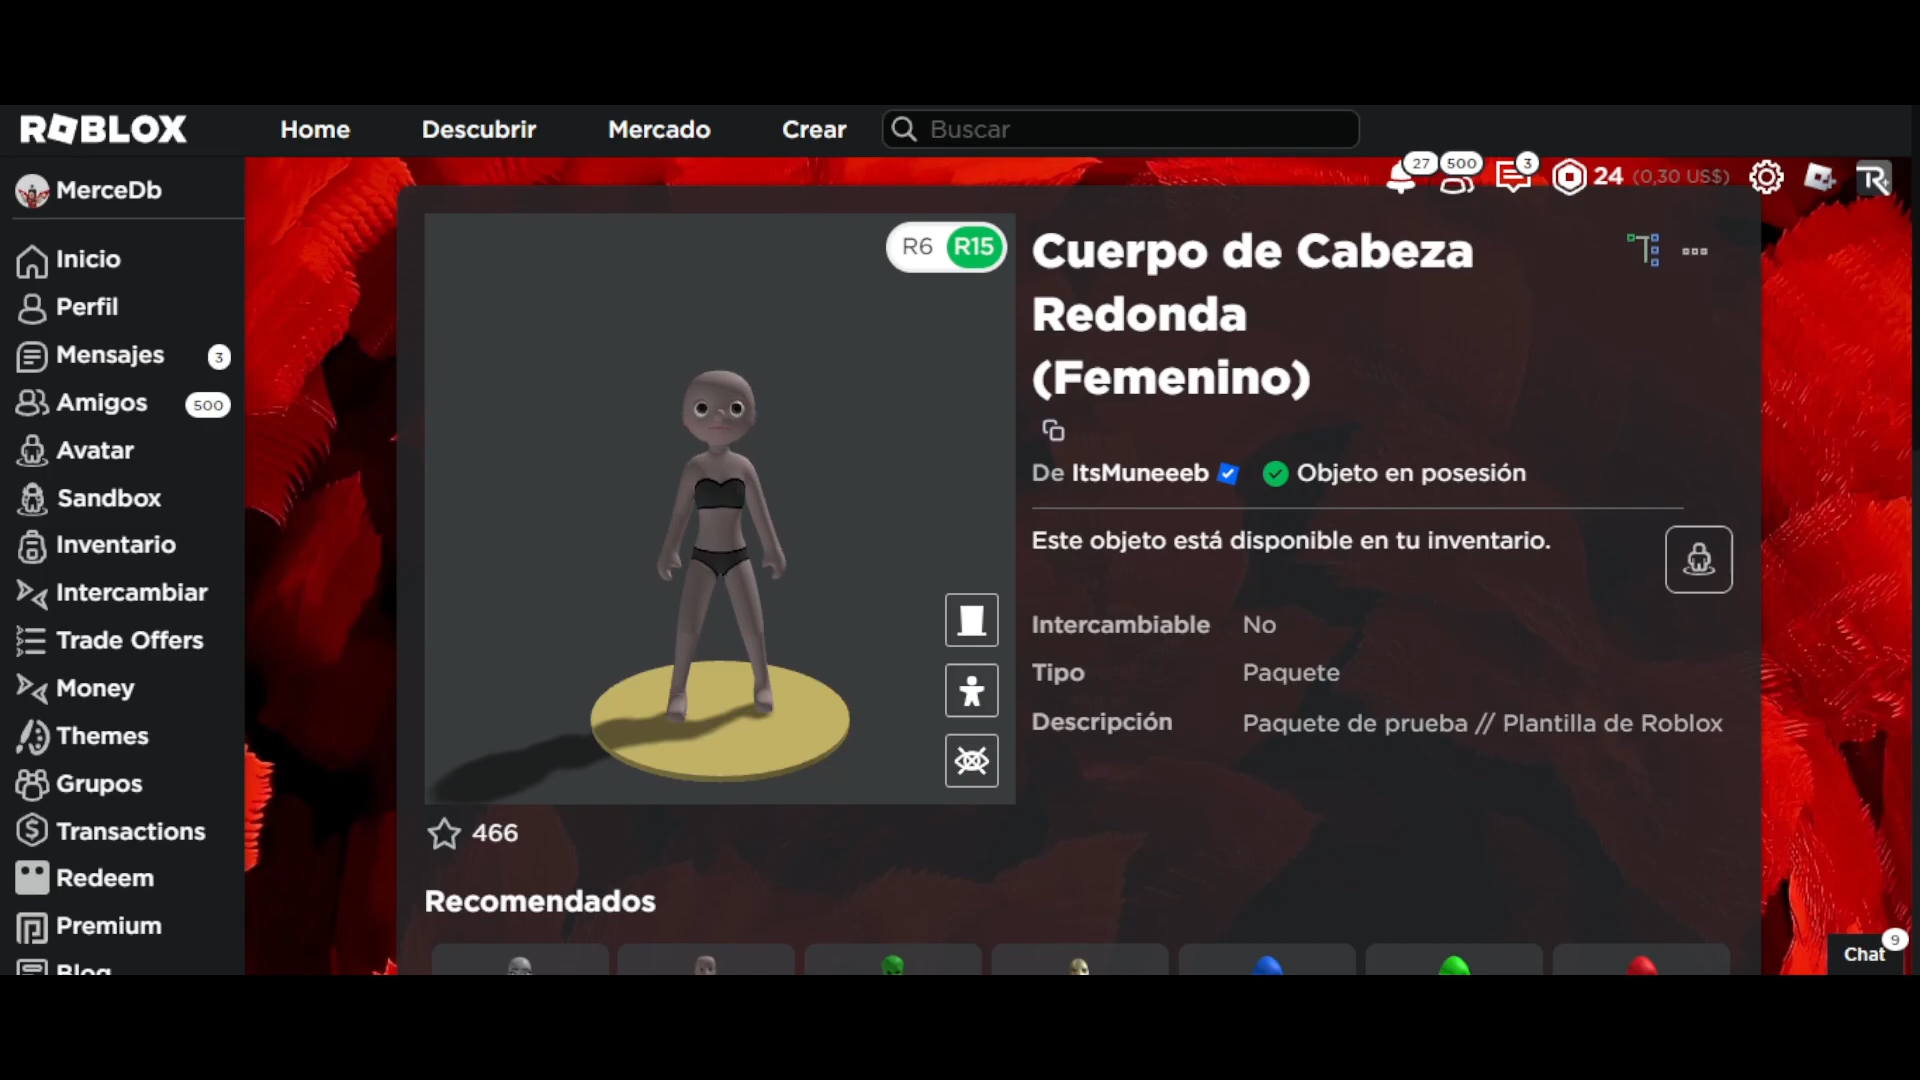 ROBLOX
Home
Descubrir
Mercado
Crear
Buscar
27
500
3
24 (0,30 US$)
MerceDb
Inicio
Perfil
Mensajes
3
Amigos
500
Avatar
Sandbox
Inventario
Intercambiar
Trade Offers
Money
Themes
Grupos
Transactions
Redeem
Premium
Blog
R6 R15
Cuerpo de Cabeza
Redonda
(Femenino)
De ItsMuneeeb
Objeto en posesión
Este objeto está disponible en tu inventario.
Intercambiable No
Tipo Paquete
Descripción Paquete de prueba // Plantilla de Roblox
466
Recomendados
Chat
9